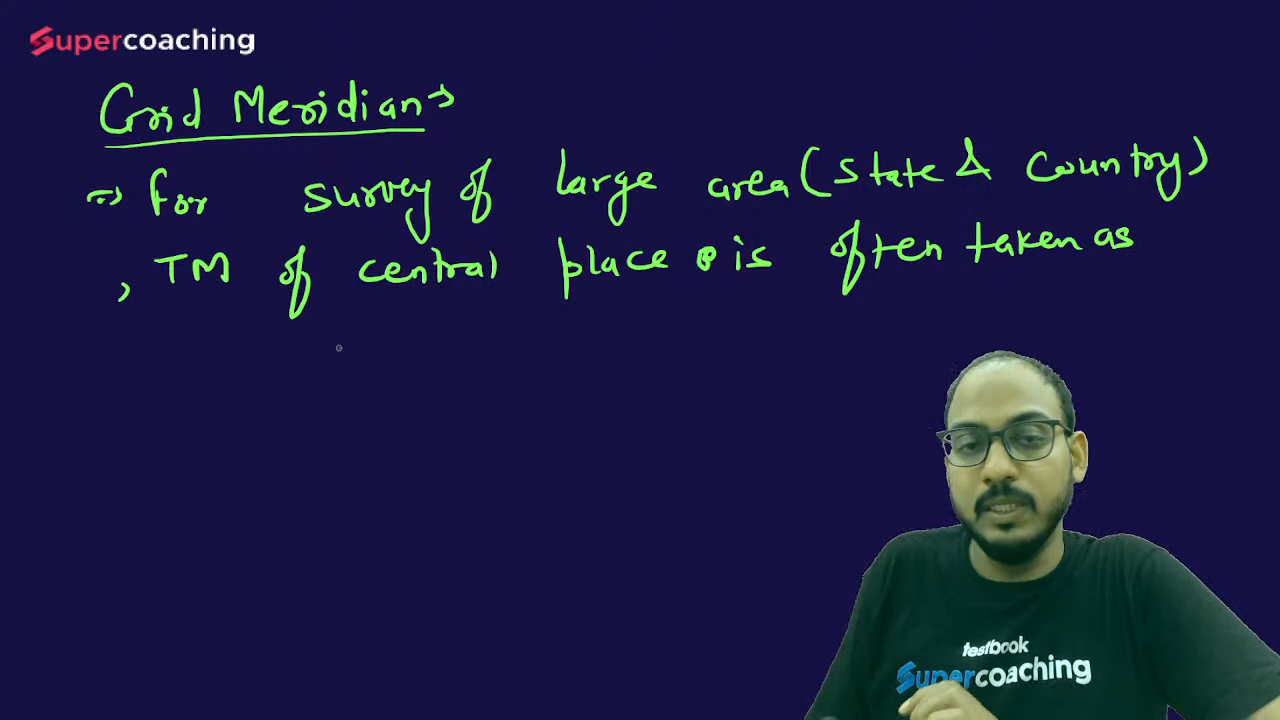 Supercoaching
Grid Meridian →
→ for survey of large area (State & Country)
, TM of central place is often taken as
testbook
Supercoaching